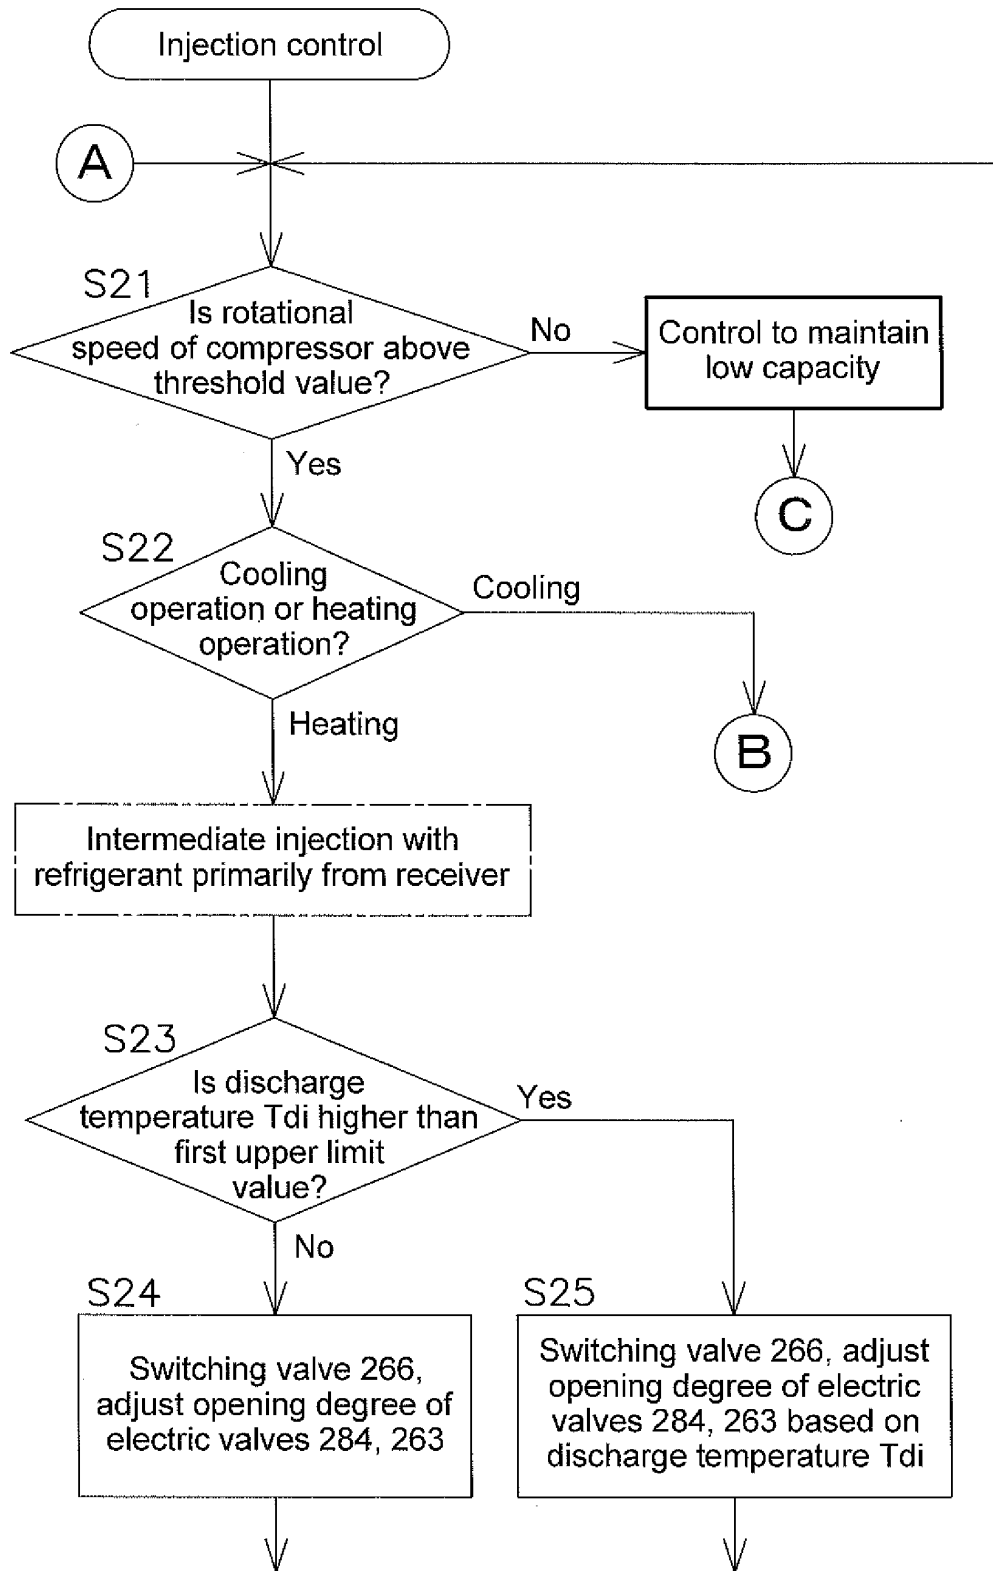 Injection control
A
S21
Is rotational
speed of compressor above
threshold value?
No
Control to maintain
low capacity
Yes
C
S22
Cooling
operation or heating
operation?
Cooling
Heating
B
Intermediate injection with
refrigerant primarily from receiver
S23
Is discharge
temperature Tdi higher than
first upper limit
value?
Yes
No
S24
Switching valve 266,
adjust opening degree of
electric valves 284, 263
S25
Switching valve 266, adjust
opening degree of electric
valves 284, 263 based on
discharge temperature Tdi